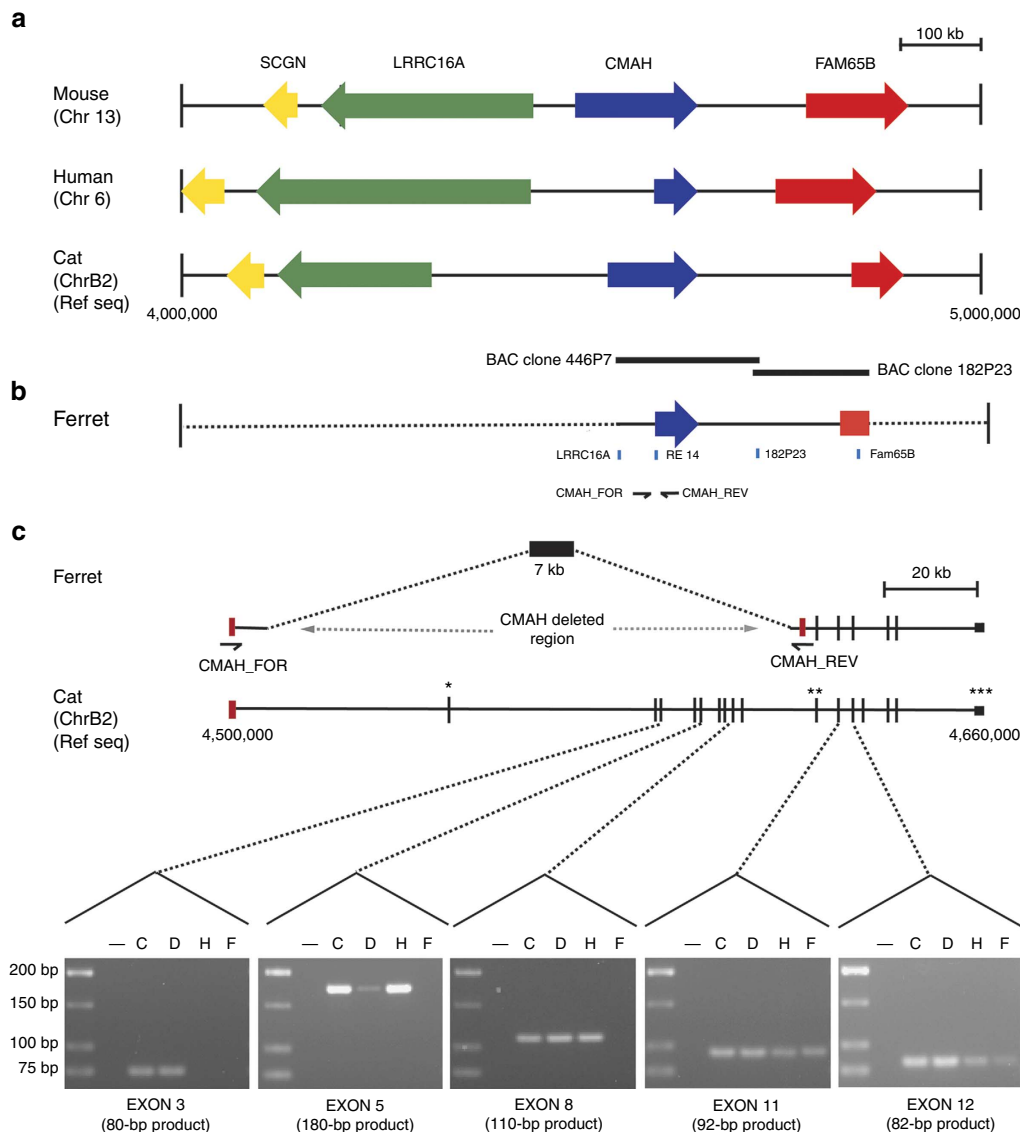 a
100 kb
SCGN LRRC16A CMAH FAM65B
Mouse
(Chr 13)
Human
(Chr 6)
Cat
(ChrB2)
(Ref seq)
4,000,000 5,000,000
BAC clone 446P7
BAC clone 182P23
b
Ferret
LRRC16A RE 14 182P23 Fam65B
CMAH_FOR CMAH_REV
c
Ferret
7 kb
20 kb
CMAH deleted
region
CMAH_FOR CMAH_REV
* ** ***
Cat
(ChrB2)
(Ref seq)
4,500,000 4,660,000
— C D H F — C D H F — C D H F — C D H F — C D H F
200 bp
150 bp
100 bp
75 bp
EXON 3 EXON 5 EXON 8 EXON 11 EXON 12
(80-bp product) (180-bp product) (110-bp product) (92-bp product) (82-bp product)